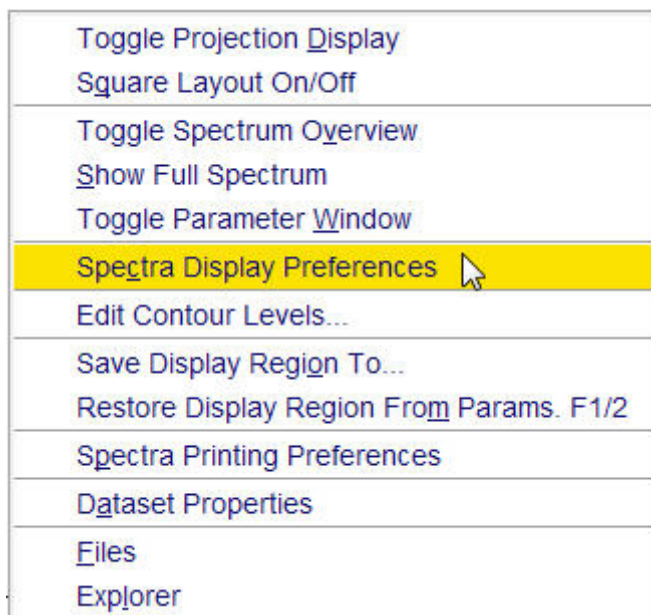 Toggle Projection Display
Square Layout On/Off
Toggle Spectrum Overview
Show Full Spectrum
Toggle Parameter Window
Spectra Display Preferences
Edit Contour Levels...
Save Display Region To...
Restore Display Region From Params. F1/2
Spectra Printing Preferences
Dataset Properties
Files
Explorer